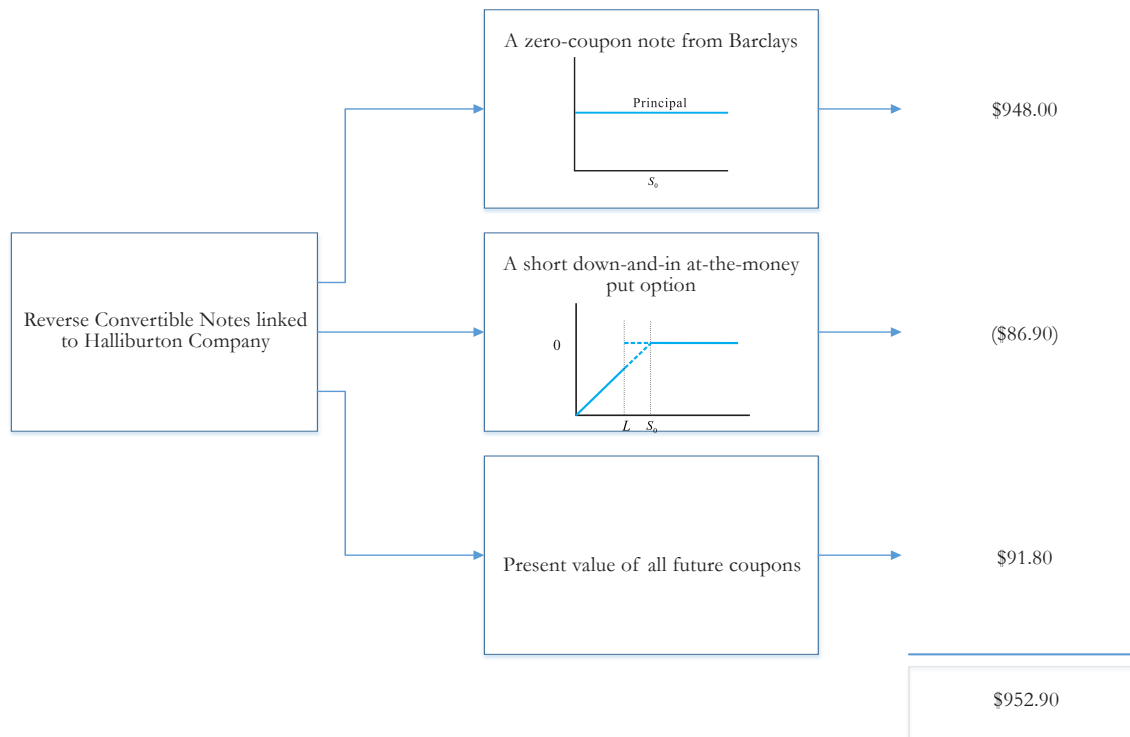 A zero-coupon note from Barclays
Principal
S₀
$948.00
Reverse Convertible Notes linked
to Halliburton Company
A short down-and-in at-the-money
put option
0
L S₀
($86.90)
Present value of all future coupons
$91.80
$952.90